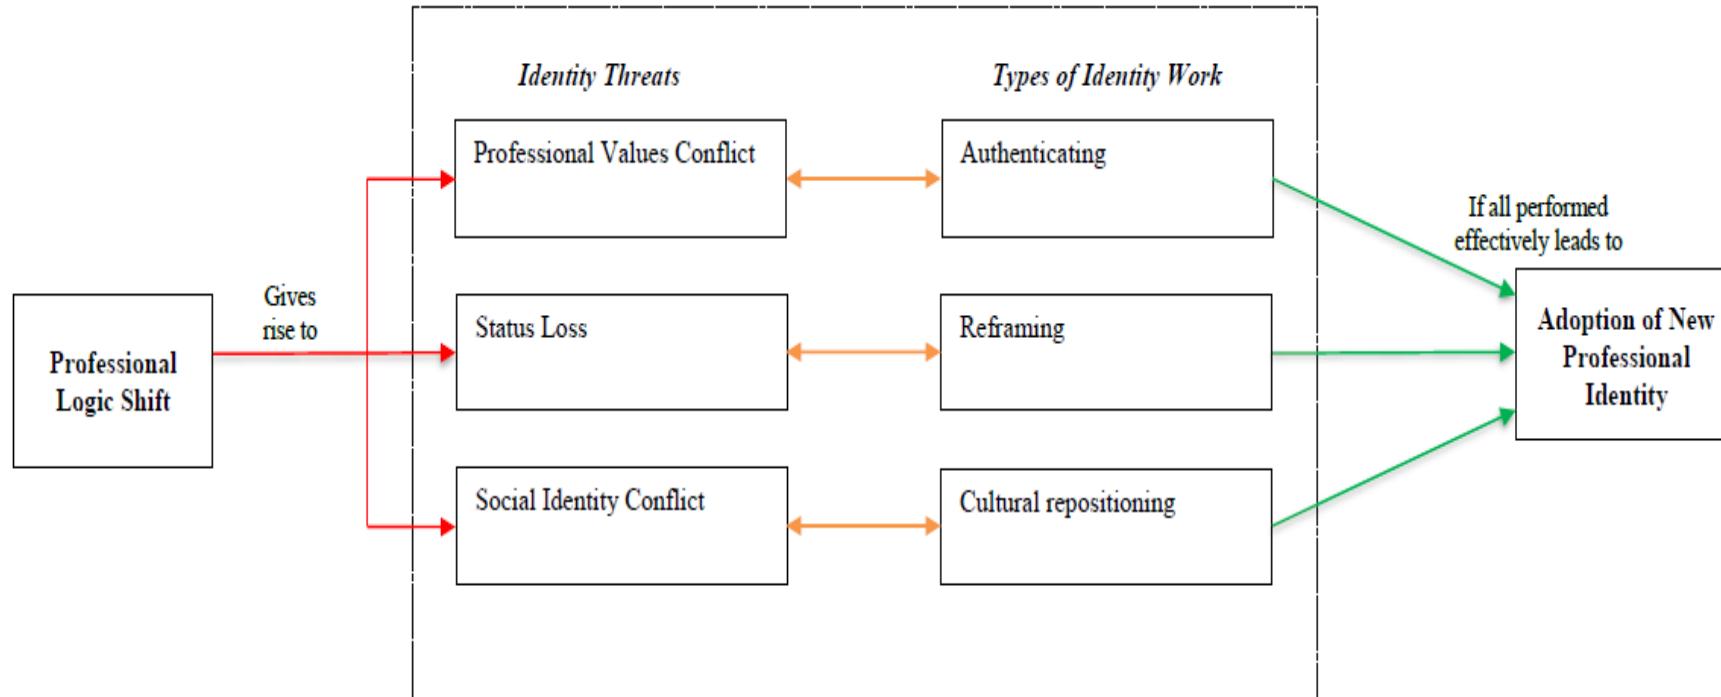 Identity Threats
Types of Identity Work
Professional Values Conflict
Authenticating
If all performed
effectively leads to
Gives
rise to
Professional
Logic Shift
Status Loss
Reframing
Adoption of New
Professional
Identity
Social Identity Conflict
Cultural repositioning